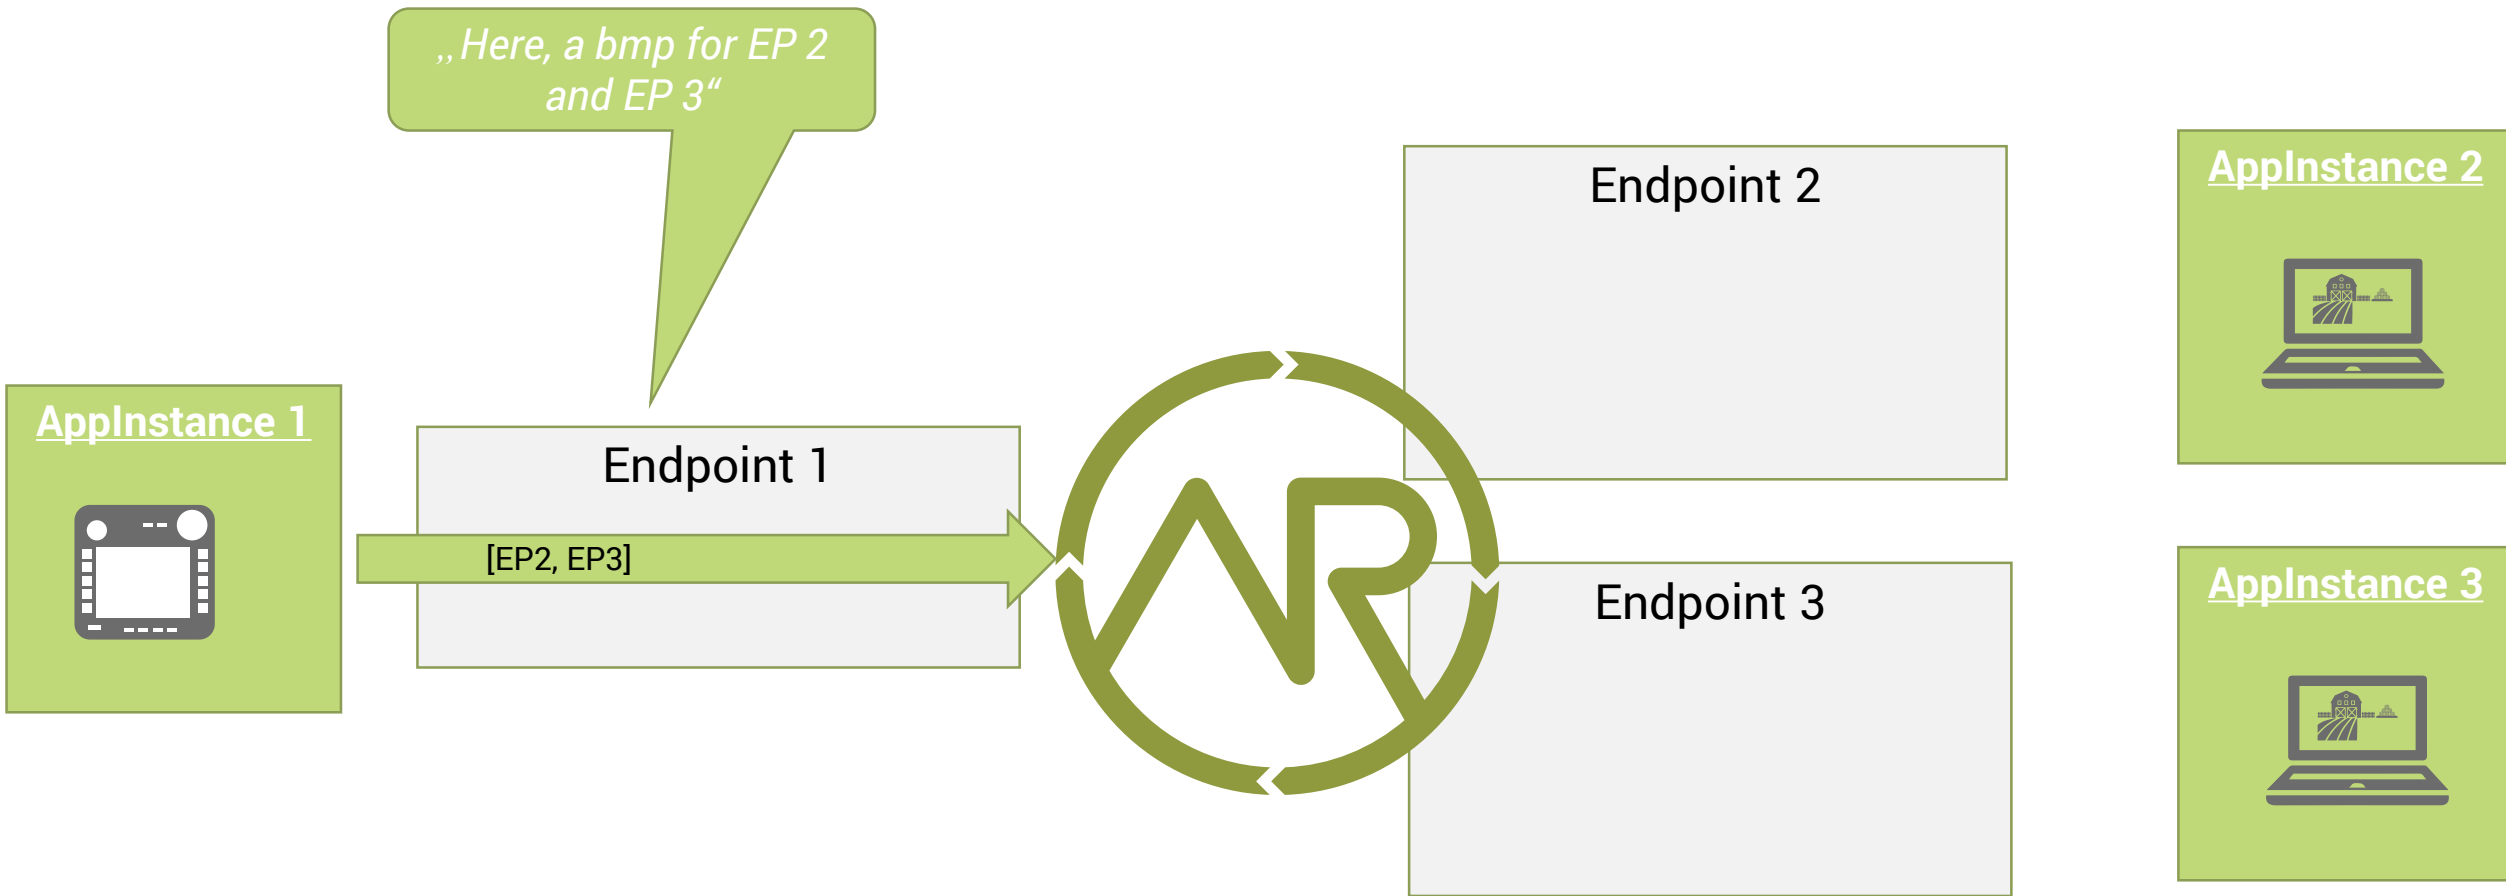 „Here, a bmp for EP 2
and EP 3“
Endpoint 2
AppInstance 2
AppInstance 1
Endpoint 1
[EP2, EP3]
Endpoint 3
AppInstance 3